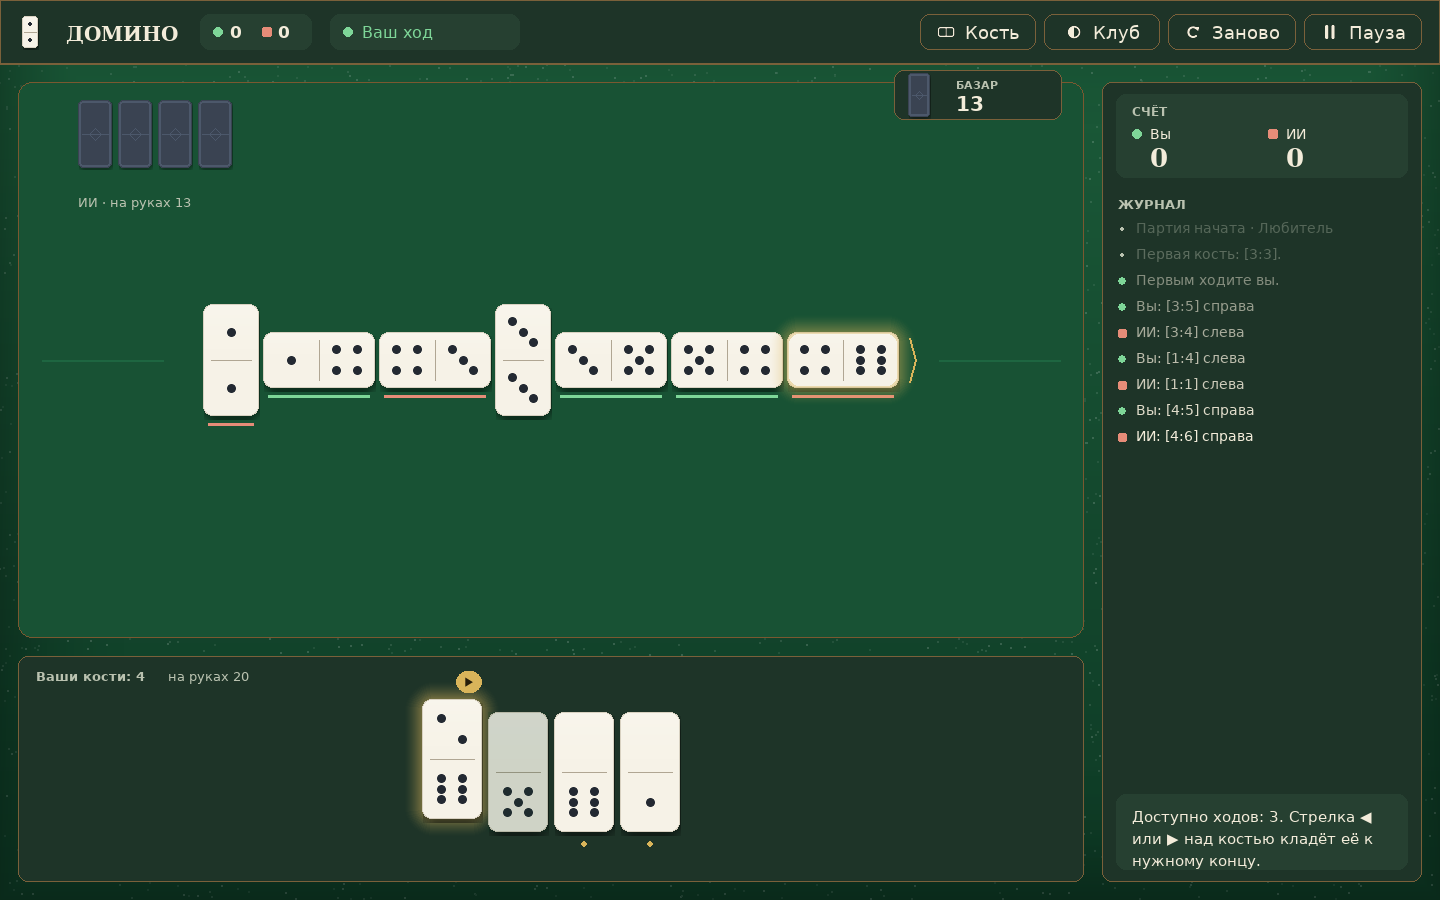 ДОМИНО
0 0
Ваш ход
Кость
Клуб
Заново
Пауза
БАЗАР
13
ИИ · на руках 13
СЧЁТ
Вы ИИ
0 0
ЖУРНАЛ
Партия начата · Любитель
Первая кость: [3:3].
Первым ходите вы.
Вы: [3:5] справа
ИИ: [3:4] слева
Вы: [1:4] слева
ИИ: [1:1] слева
Вы: [4:5] справа
ИИ: [4:6] справа
Ваши кости: 4 на руках 20
Доступно ходов: 3. Стрелка ◀
или ▶ над костью кладёт её к
нужному концу.